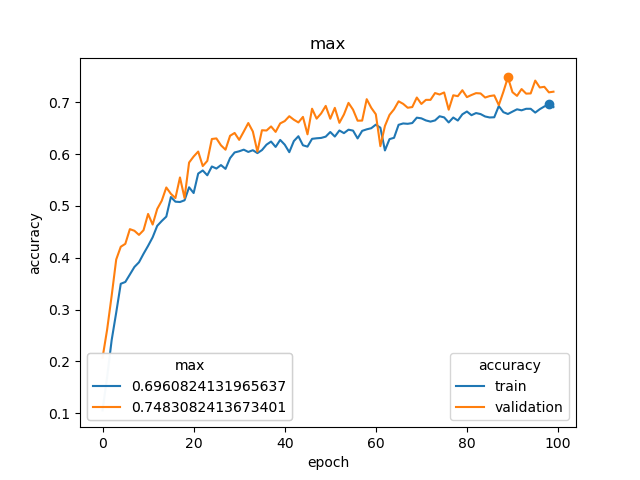 max
accuracy
0.7
0.6
0.5
0.4
0.3
0.2
0.1
max
0.6960824131965637
0.7483082413673401
accuracy
train
validation
0 20 40 60 80 100
epoch